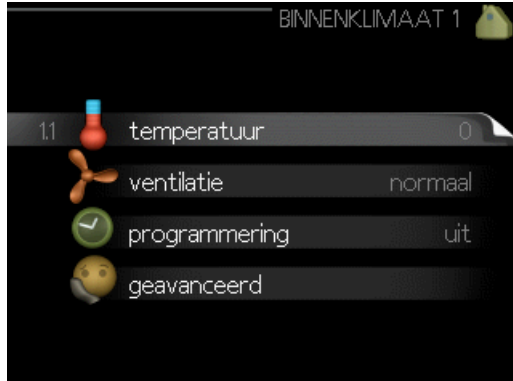 BINNENKLIMAAT 1
1.1 temperatuur 0
ventilatie normaal
programmering uit
geavanceerd